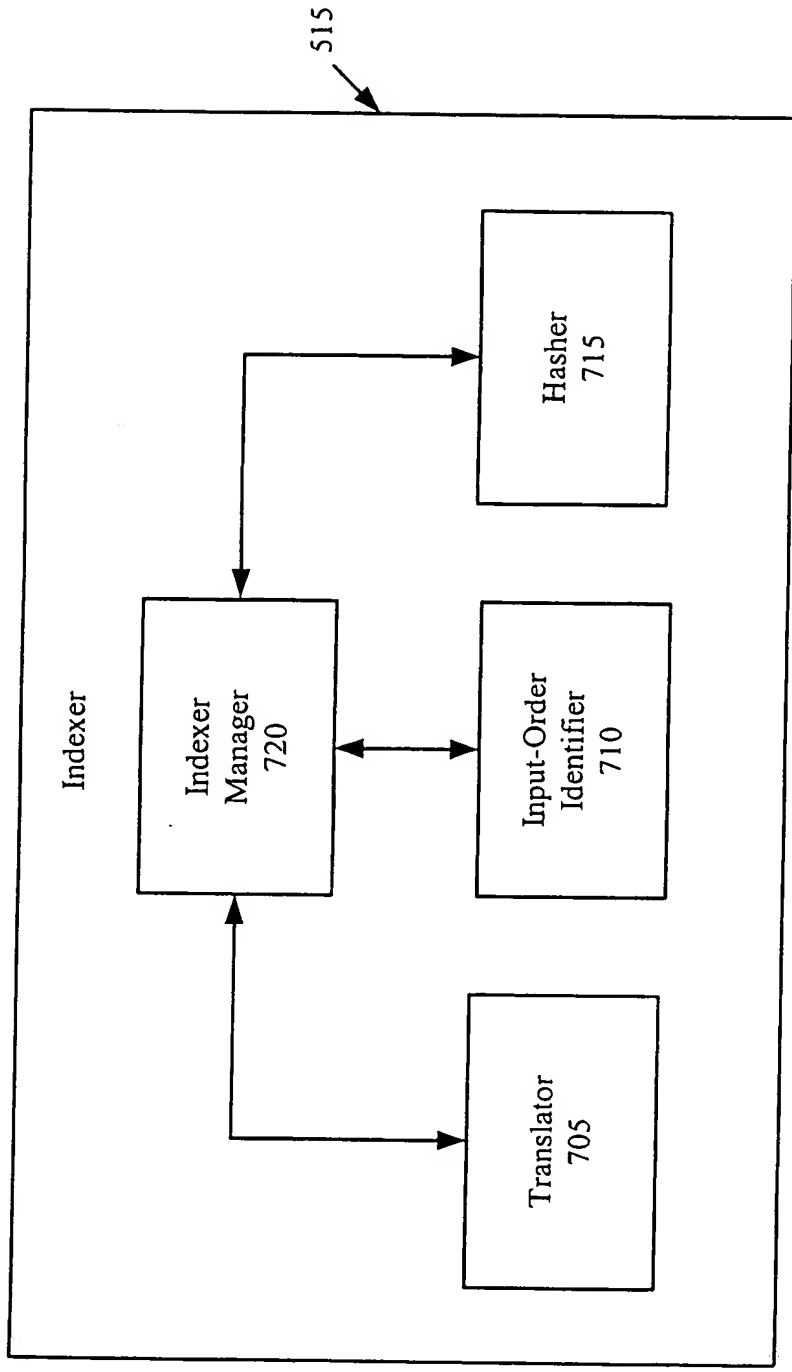 Indexer
515
Indexer
Manager
720
Translator
705
Input-Order
Identifier
710
Hasher
715